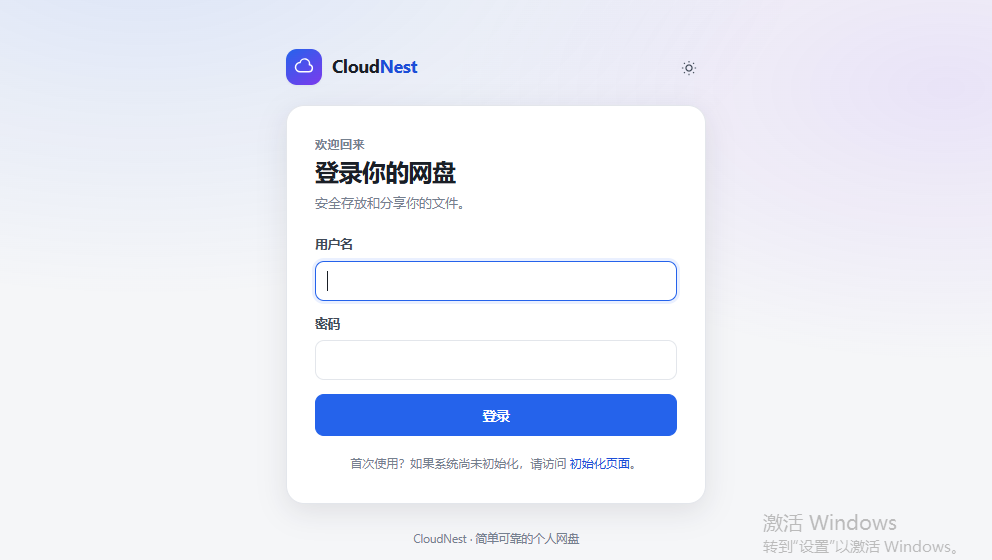 CloudNest
欢迎回来
登录你的网盘
安全存放和分享你的文件。
用户名
密码
登录
首次使用？如果系统尚未初始化，请访问 初始化页面。
CloudNest · 简单可靠的个人网盘
激活 Windows
转到“设置”以激活 Windows。